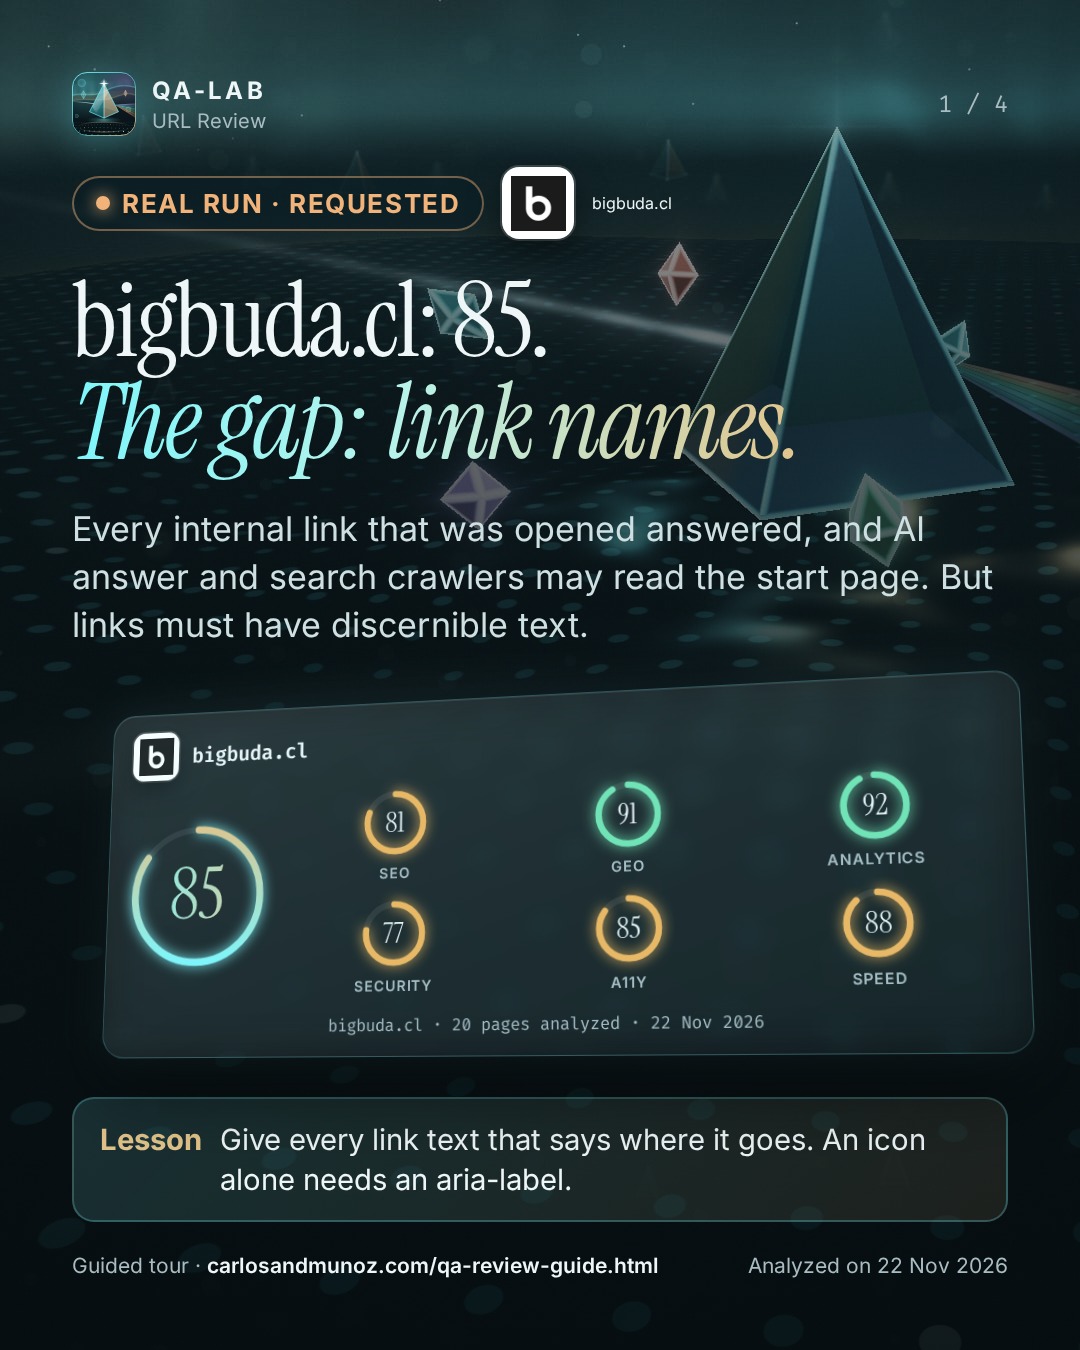 QA-LAB
URL Review
1 / 4
REAL RUN · REQUESTED
b
bigbuda.cl
bigbuda.cl: 85.
The gap: link names.
Every internal link that was opened answered, and AI
answer and search crawlers may read the start page. But
links must have discernible text.
b
bigbuda.cl
85
81
SEO
91
GEO
92
ANALYTICS
77
SECURITY
85
A11Y
88
SPEED
bigbuda.cl · 20 pages analyzed · 22 Nov 2026
Lesson
Give every link text that says where it goes. An icon
alone needs an aria-label.
Guided tour · carlosandmunoz.com/qa-review-guide.html
Analyzed on 22 Nov 2026